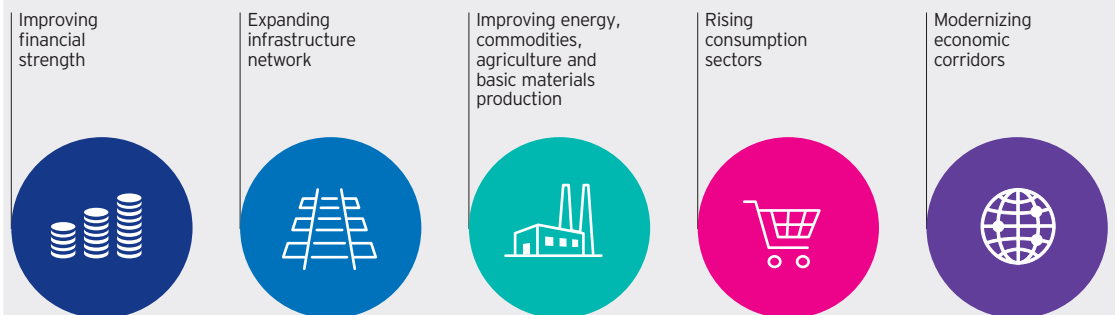 Improving
financial
strength
Expanding
infrastructure
network
Improving energy,
commodities,
agriculture and
basic materials
production
Rising
consumption
sectors
Modernizing
economic
corridors